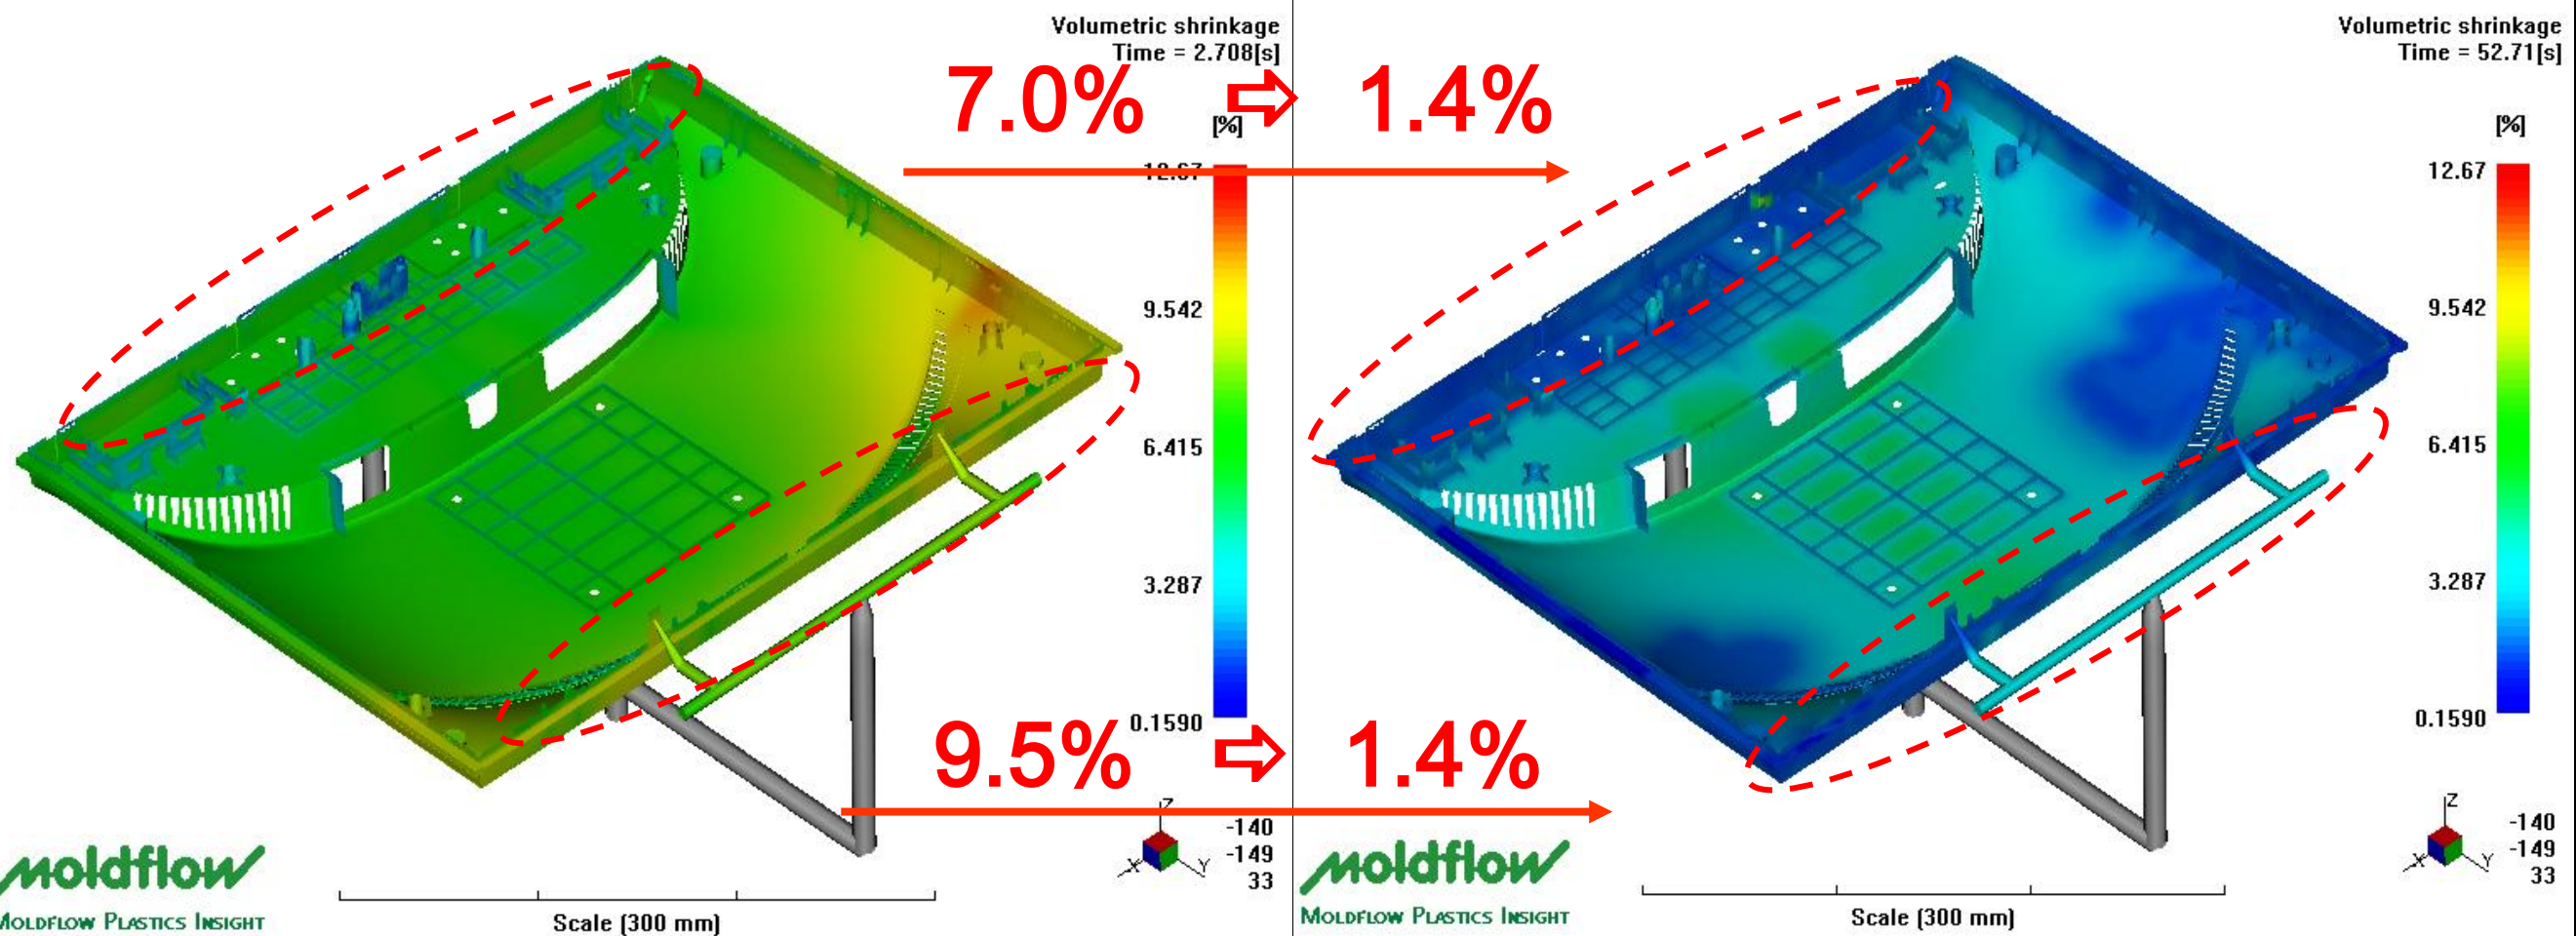 Volumetric shrinkage
Time = 2.708[s]
7.0% ⇨ 1.4%
[%]
12.67
9.542
6.415
3.287
0.1590
9.5% ⇨ 1.4%
Z
X
Y
-140
-149
33
moldflow
MOLDFLOW PLASTICS INSIGHT
Scale (300 mm)
Volumetric shrinkage
Time = 52.71[s]
[%]
12.67
9.542
6.415
3.287
0.1590
Z
X
Y
-140
-149
33
moldflow
MOLDFLOW PLASTICS INSIGHT
Scale (300 mm)